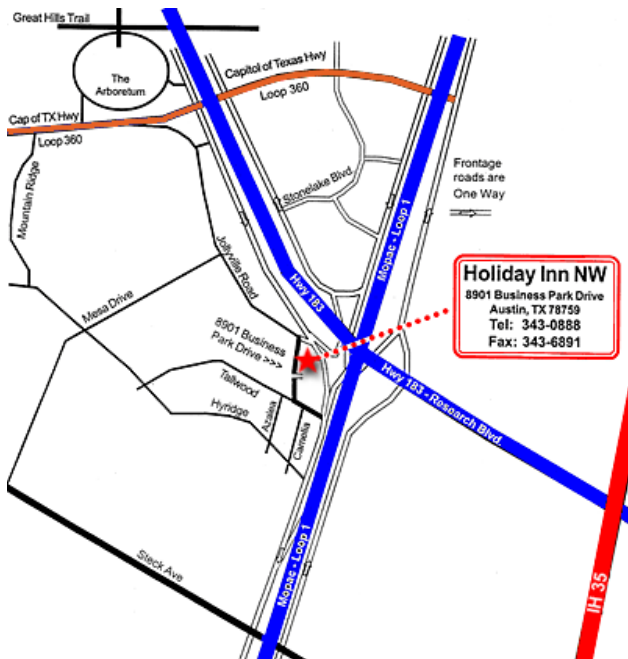 Great Hills Trail
The
Arboretum
Capitol of Texas Hwy
Loop 360
Cap of TX Hwy
Loop 360
Mountain Ridge
Stonelake Blvd.
Frontage
roads are
One Way
Jollyville Road
Mopac - Loop 1
Hwy 183
Mesa Drive
Holiday Inn NW
8901 Business Park Drive
Austin, TX 78759
Tel: 343-0888
Fax: 343-6891
8901 Business
Park Drive >>>
Tallwood
Hyridge
Azalea
Camelia
Hwy 183 - Research Blvd.
Mopac - Loop 1
Steck Ave
IH 35